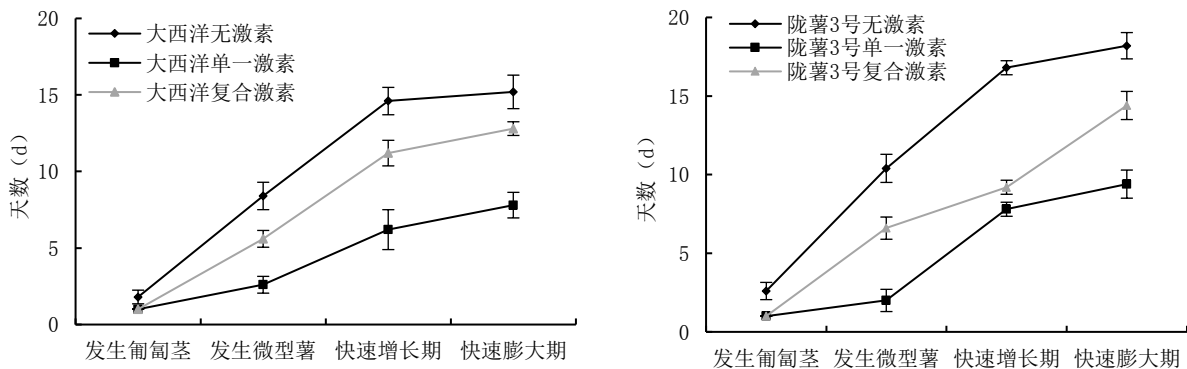 20
15
10
5
0
天数（d）
大西洋无激素
大西洋单一激素
大西洋复合激素
发生匍匐茎 发生微型薯 快速增长期 快速膨大期
20
15
10
5
0
天数（d）
陇薯3号无激素
陇薯3号单一激素
陇薯3号复合激素
发生匍匐茎 发生微型薯 快速增长期 快速膨大期